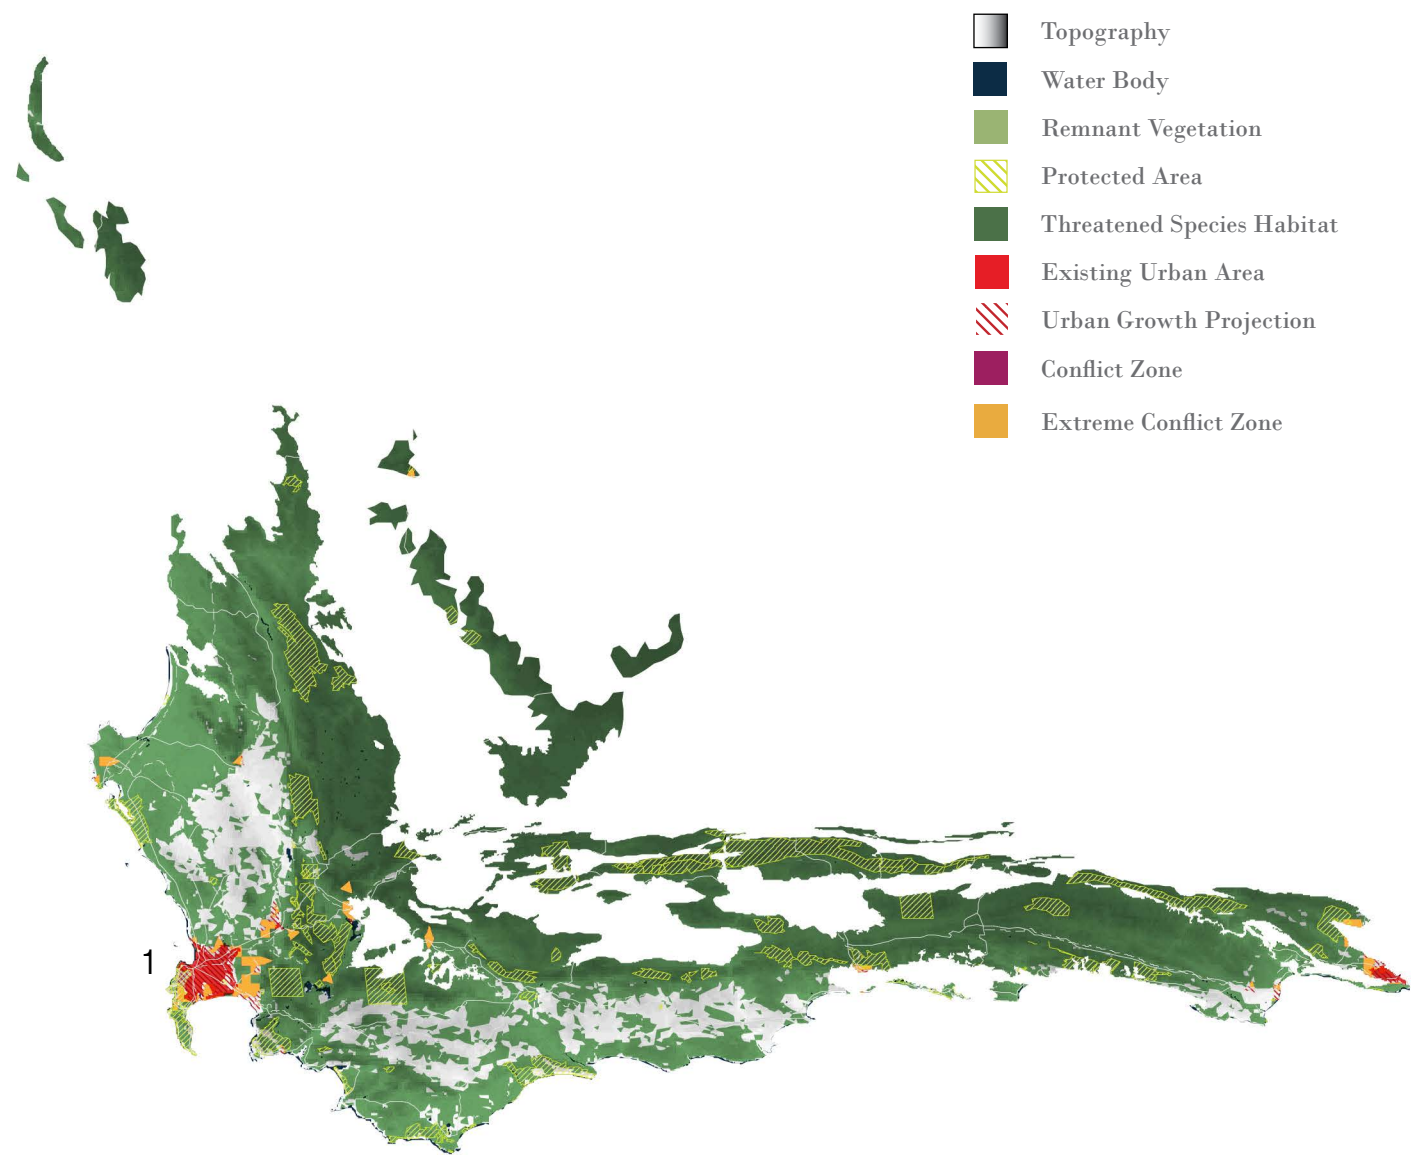 Topography
Water Body
Remnant Vegetation
Protected Area
Threatened Species Habitat
Existing Urban Area
Urban Growth Projection
Conflict Zone
Extreme Conflict Zone
1